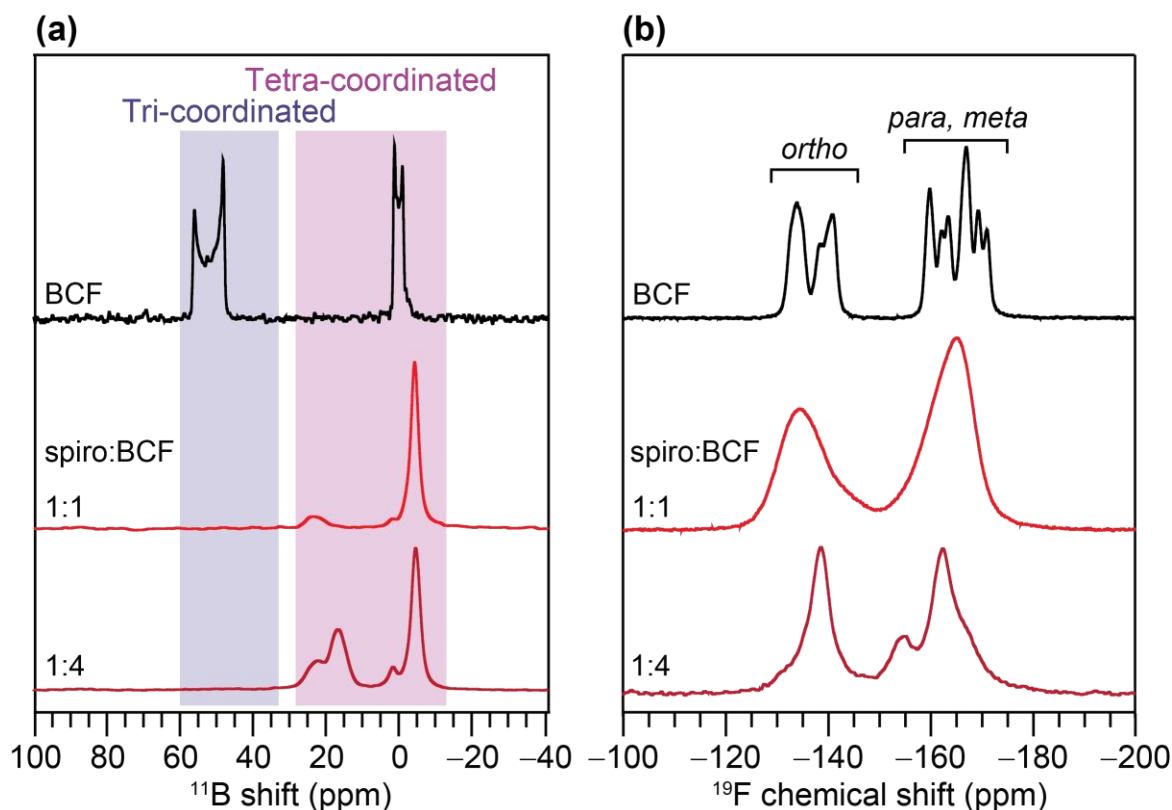 (a)
Tetra-coordinated
Tri-coordinated
BCF
spiro:BCF
1:1
1:4
100 80 60 40 20 0 −20 −40
¹¹B shift (ppm)
(b)
para, meta
ortho
BCF
spiro:BCF
1:1
1:4
−100 −120 −140 −160 −180 −200
¹⁹F chemical shift (ppm)